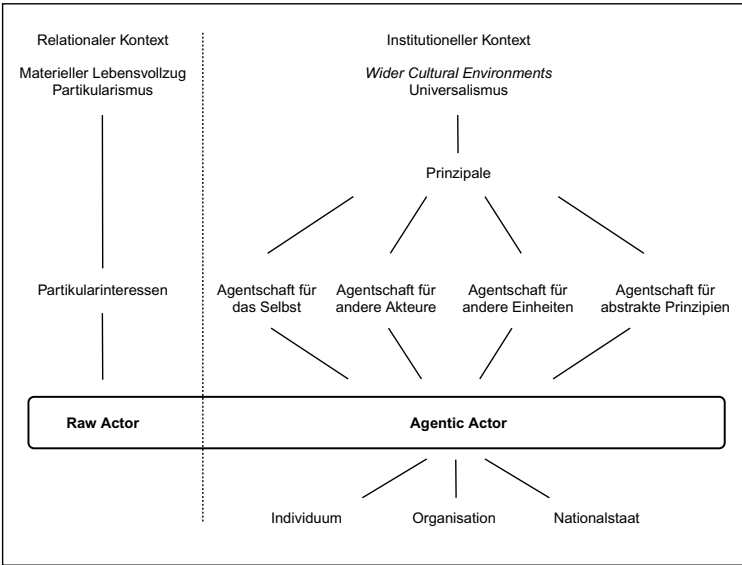 Relationaler Kontext
Materieller Lebensvollzug
Partikularismus
Partikularinteressen
Institutioneller Kontext
Wider Cultural Environments
Universalismus
Prinzipale
Agentschaft für
das Selbst
Agentschaft für
andere Akteure
Agentschaft für
andere Einheiten
Agentschaft für
abstrakte Prinzipien
Raw Actor
Agentic Actor
Individuum
Organisation
Nationalstaat